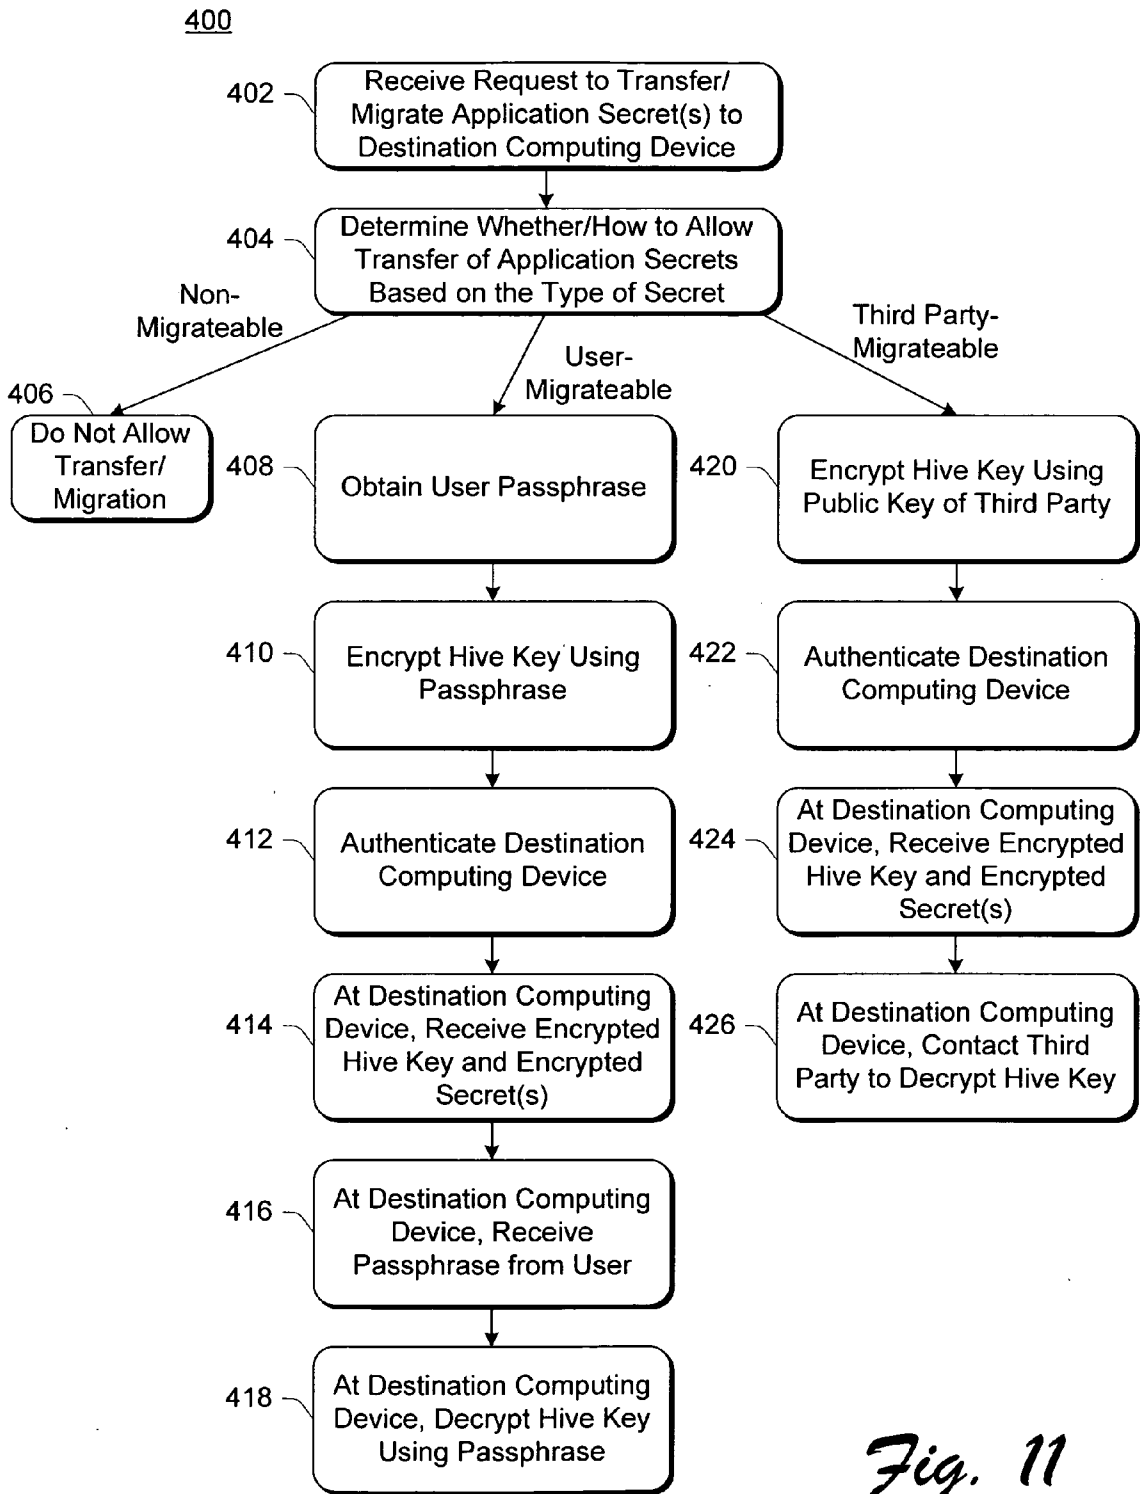 400
402
Receive Request to Transfer/
Migrate Application Secret(s) to
Destination Computing Device
404
Determine Whether/How to Allow
Transfer of Application Secrets
Based on the Type of Secret
Non-
Migrateable
User-
Migrateable
Third Party-
Migrateable
406
Do Not Allow
Transfer/
Migration
408
Obtain User Passphrase
410
Encrypt Hive Key Using
Passphrase
412
Authenticate Destination
Computing Device
414
At Destination Computing
Device, Receive Encrypted
Hive Key and Encrypted
Secret(s)
416
At Destination Computing
Device, Receive
Passphrase from User
418
At Destination Computing
Device, Decrypt Hive Key
Using Passphrase
420
Encrypt Hive Key Using
Public Key of Third Party
422
Authenticate Destination
Computing Device
424
At Destination Computing
Device, Receive Encrypted
Hive Key and Encrypted
Secret(s)
426
At Destination Computing
Device, Contact Third
Party to Decrypt Hive Key
Fig. 11